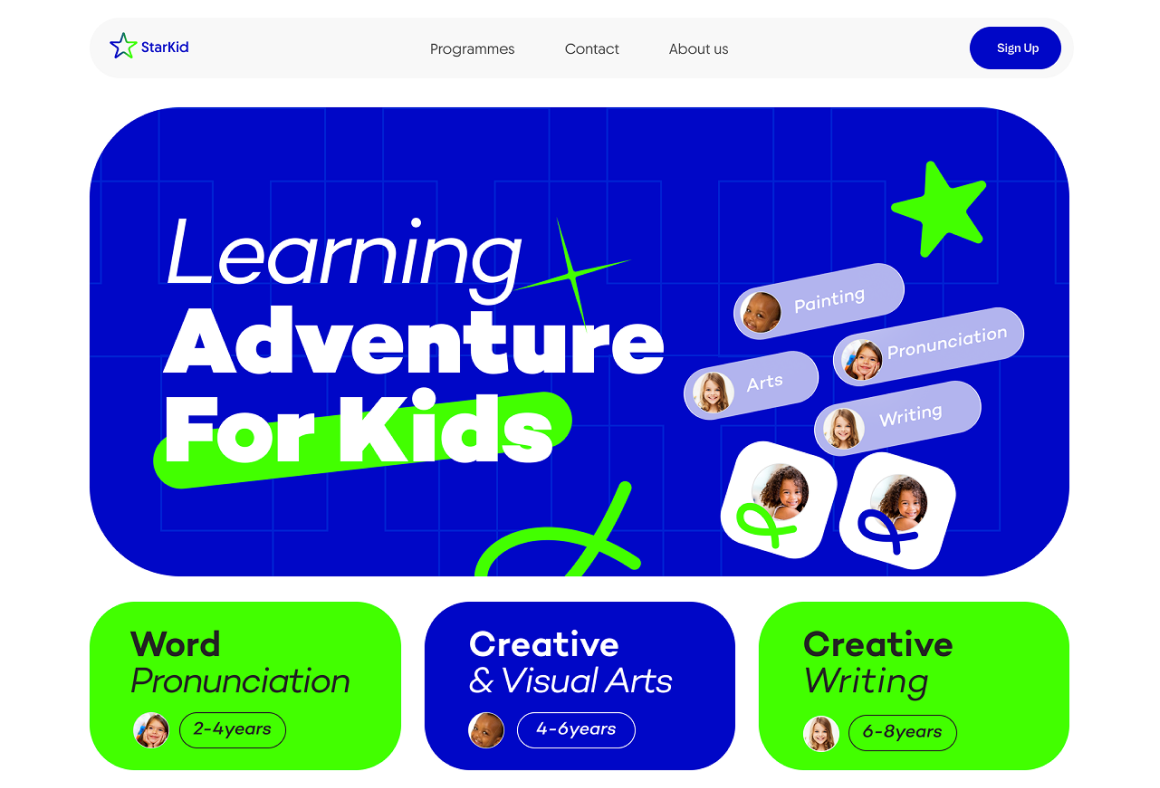 StarKid
Programmes
Contact
About us
Sign Up
Learning
Adventure
For Kids
Painting
Pronunciation
Arts
Writing
Word
Pronunciation
2-4years
Creative
& Visual Arts
4-6years
Creative
Writing
6-8years